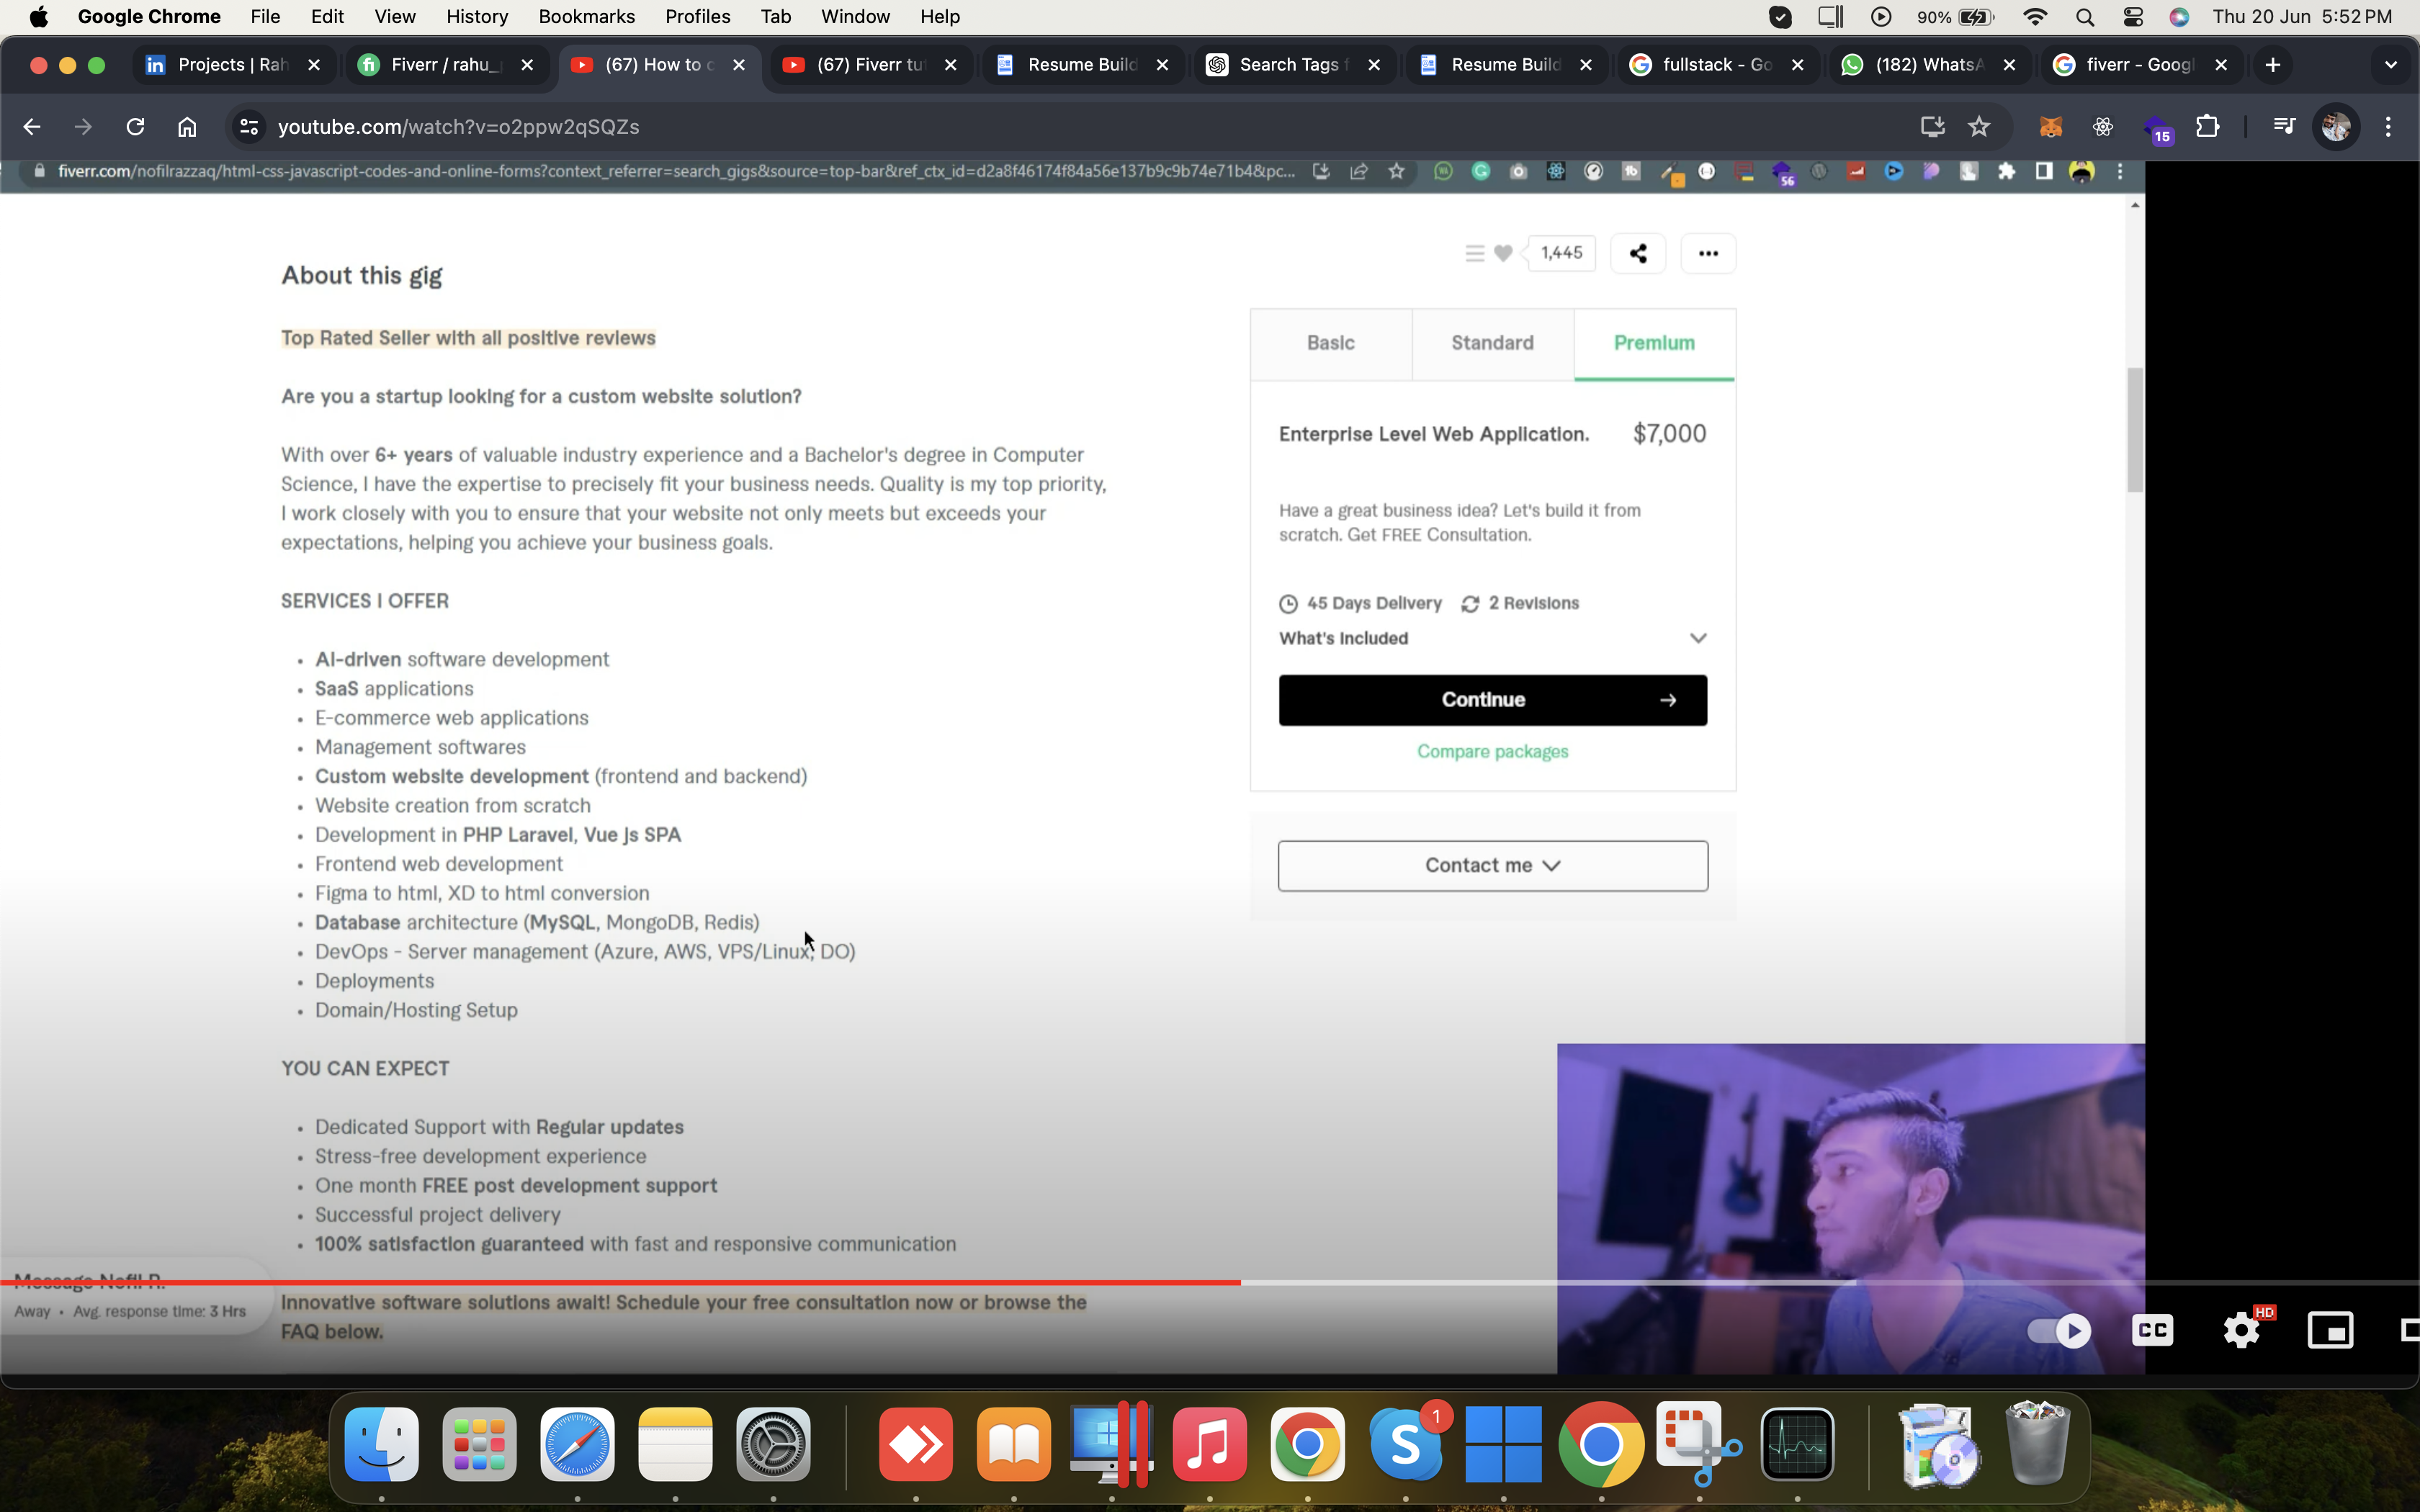 Google Chrome File Edit View History Bookmarks Profiles Tab Window Help 90% Thu 20 Jun 5:52 PM
Projects | Rah (67) How to Fiverr / rahu_ (67) Fiverr tu Resume Build Search Tags f Resume Build fullstack - Go (182) WhatsA fiverr - Googl
youtube.com/watch?v=o2ppw2qSQZs 15
fiverr.com/nofilrazzaq/html-css-javascript-codes-and-online-forms?context_referrer=search_gigs&source=top-bar&ref_ctx_id=d2a8f46174f84a56e137b9c9b74e71b4&pc... 56
1,445
About this gig
Top Rated Seller with all positive reviews
Are you a startup looking for a custom website solution?
With over 6+ years of valuable industry experience and a Bachelor's degree in Computer
Science, I have the expertise to precisely fit your business needs. Quality is my top priority,
I work closely with you to ensure that your website not only meets but exceeds your
expectations, helping you achieve your business goals.
SERVICES I OFFER
• AI-driven software development
• SaaS applications
• E-commerce web applications
• Management softwares
• Custom website development (frontend and backend)
• Website creation from scratch
• Development in PHP Laravel, Vue js SPA
• Frontend web development
• Figma to html, XD to html conversion
• Database architecture (MySQL, MongoDB, Redis)
• DevOps - Server management (Azure, AWS, VPS/Linux, DO)
• Deployments
• Domain/Hosting Setup
YOU CAN EXPECT
• Dedicated Support with Regular updates
• Stress-free development experience
• One month FREE post development support
• Successful project delivery
• 100% satisfaction guaranteed with fast and responsive communication
Innovative software solutions await! Schedule your free consultation now or browse the
FAQ below.
Basic Standard Premium
Enterprise Level Web Application. $7,000
Have a great business idea? Let's build it from
scratch. Get FREE Consultation.
45 Days Delivery 2 Revisions
What's Included
Continue
Compare packages
Contact me
Message Nofil R.
Away • Avg. response time: 3 Hrs
CC HD
1